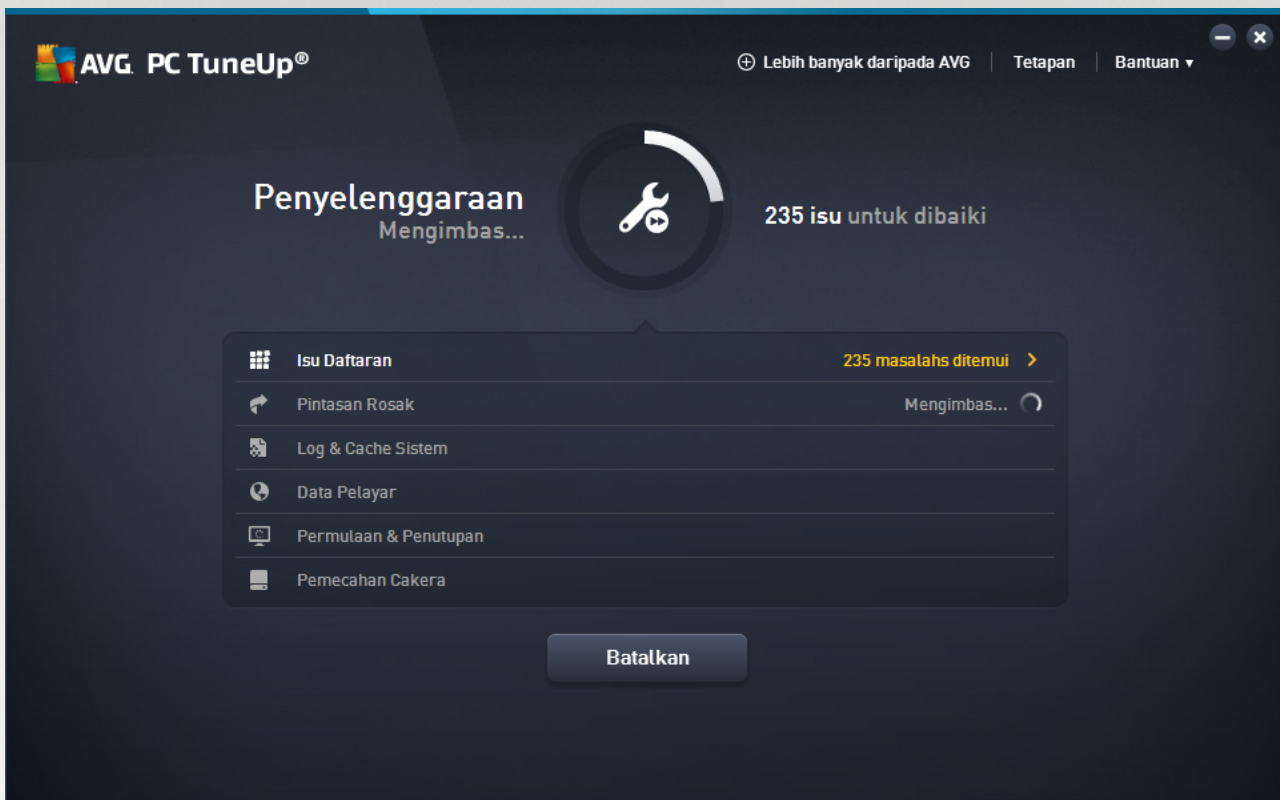 AVG PC TuneUp®
Lebih banyak daripada AVG
Tetapan
Bantuan
Penyelenggaraan
Mengimbas...
235 isu untuk dibaiki
Isu Daftaran
235 masalahs ditemui
Pintasan Rosak
Mengimbas...
Log & Cache Sistem
Data Pelayar
Permulaan & Penutupan
Pemecahan Cakera
Batalkan